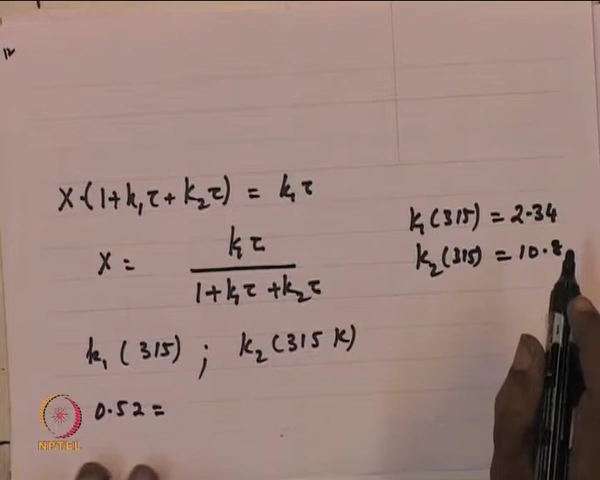 12
X·(1+k₁τ+k₂τ) = k₁τ
X = k₁τ / 1+k₁τ+k₂τ
k₁(315) = 2.34
k₂(315) = 10.8
k₁(315) ; k₂(315 K)
0.52 =
NPTEL